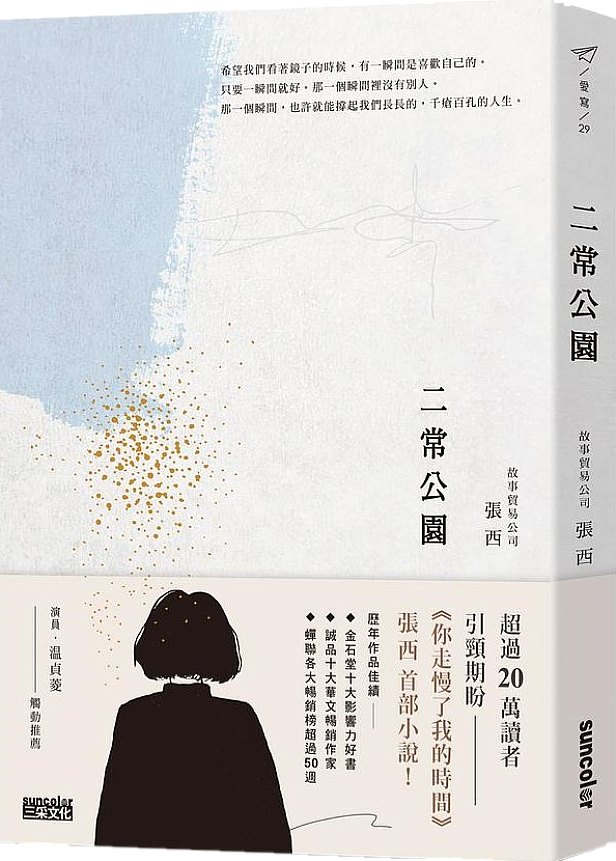 希望我們看著鏡子的時候，有一瞬間是喜歡自己的。
只要一瞬間就好，那一個瞬間裡沒有別人。
那一個瞬間，也許就能撐起我們長長的，千瘡百孔的人生。
二常公園
故事貿易公司
張西
超過20萬讀者
引頸期盼——
《你走慢了我的時間》
張西 首部小說！
歷年作品佳績——
◆ 金石堂十大影響力好書
◆ 誠品十大華文暢銷作家
◆ 蟬聯各大暢銷榜超過50週
演員・溫貞菱——觸動推薦
suncolor
三采文化
愛寫
29
二常公園
故事貿易公司 張西
suncolor